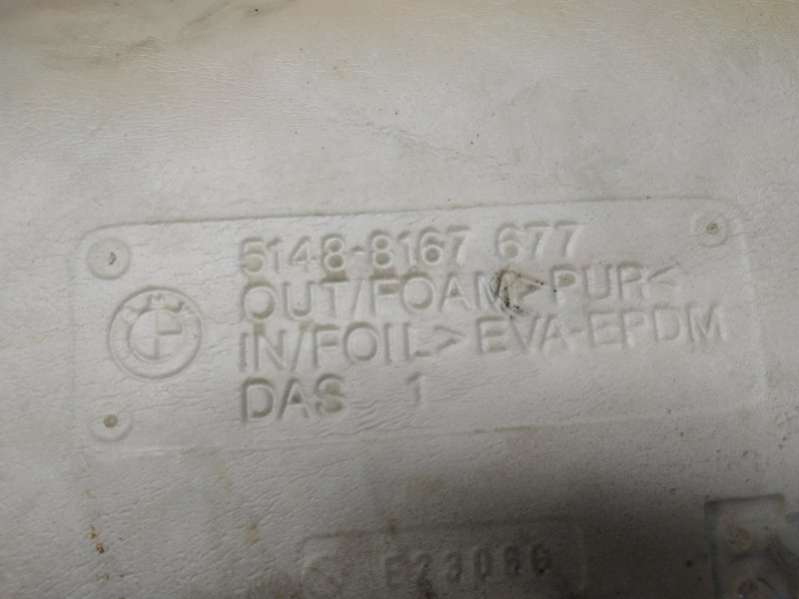 5148-8167 677
OUT/FOAM>PUR<
IN/FOIL>EVA-EPDM
DAS 1